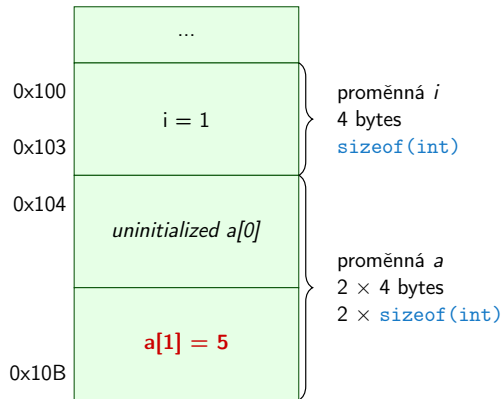 ...
0x100
i = 1
0x103
proměnná i
4 bytes
sizeof(int)
0x104
uninitialized a[0]
proměnná a
2 × 4 bytes
2 × sizeof(int)
a[1] = 5
0x10B